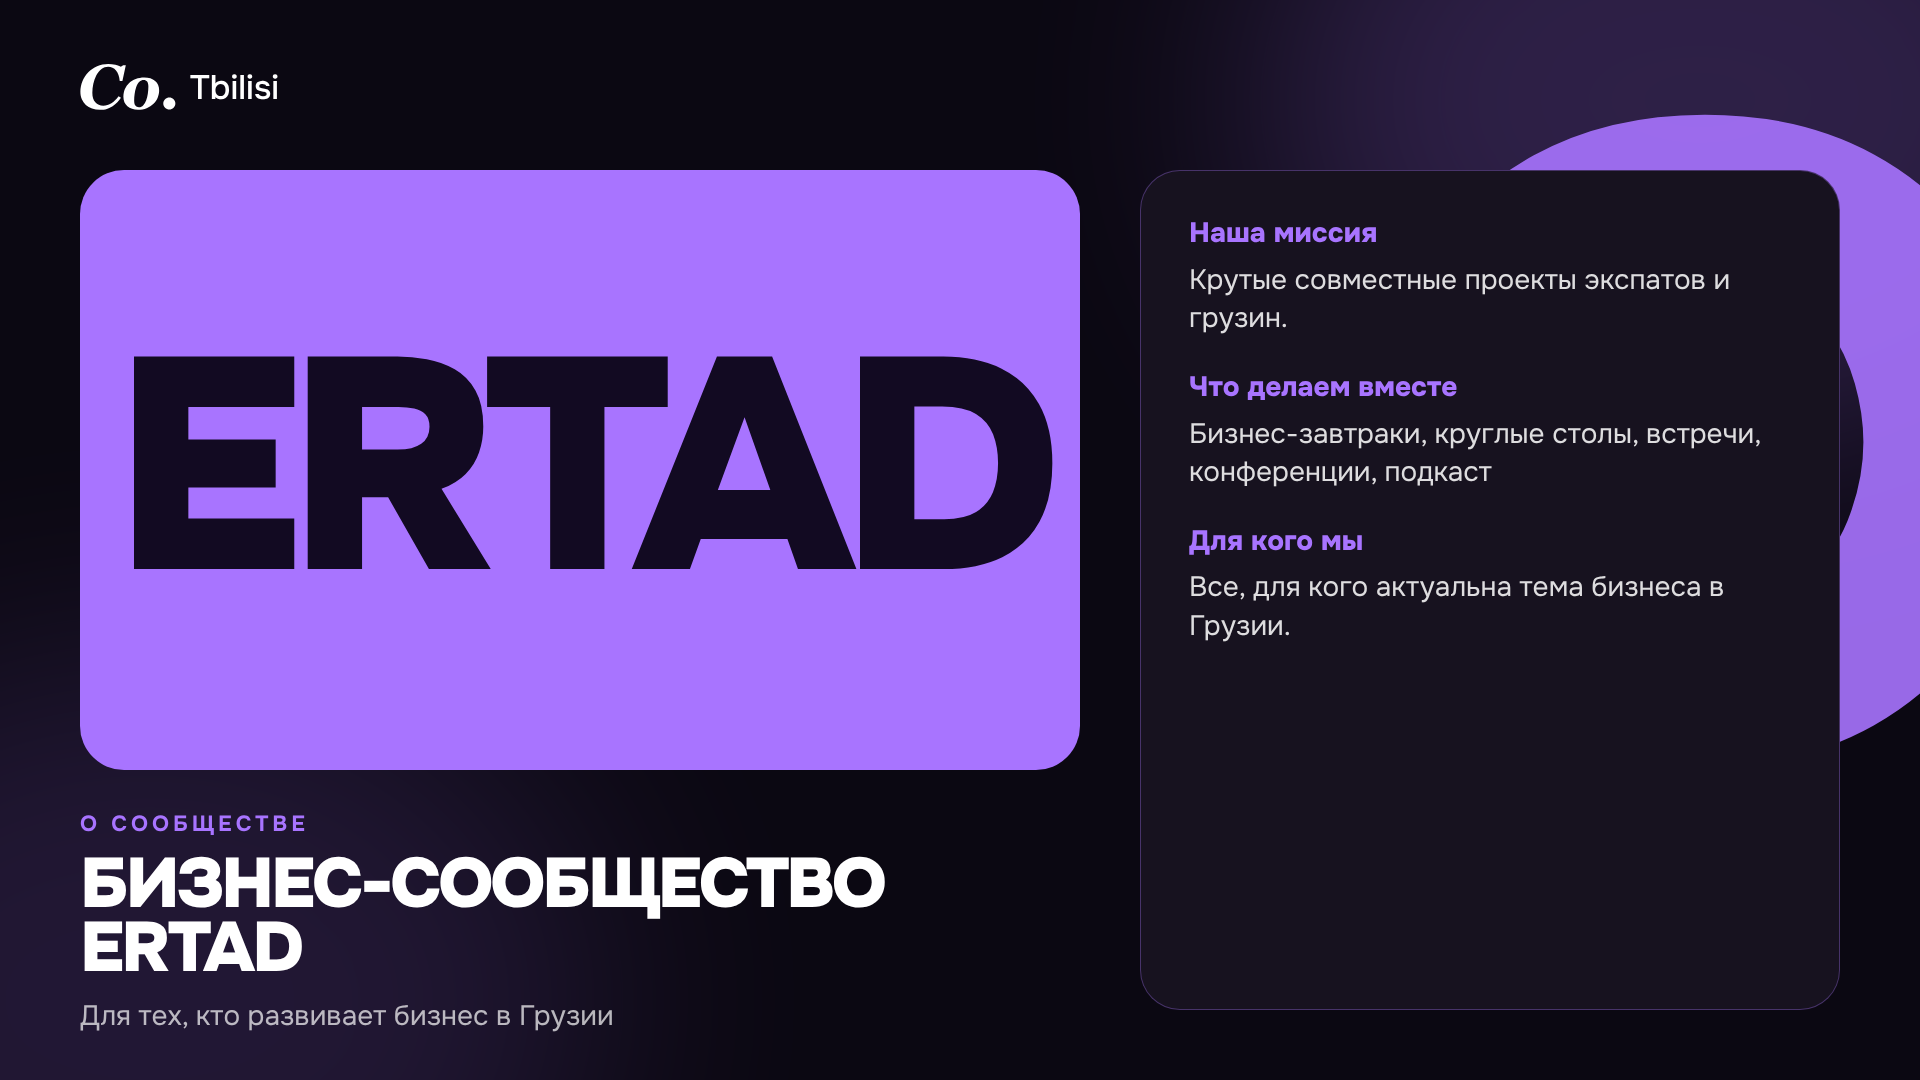 Co. Tbilisi
ERTAD
О СООБЩЕСТВЕ
БИЗНЕС-СООБЩЕСТВО
ERTAD
Для тех, кто развивает бизнес в Грузии
Наша миссия
Крутые совместные проекты экспатов и
грузин.
Что делаем вместе
Бизнес-завтраки, круглые столы, встречи,
конференции, подкаст
Для кого мы
Все, для кого актуальна тема бизнеса в
Грузии.